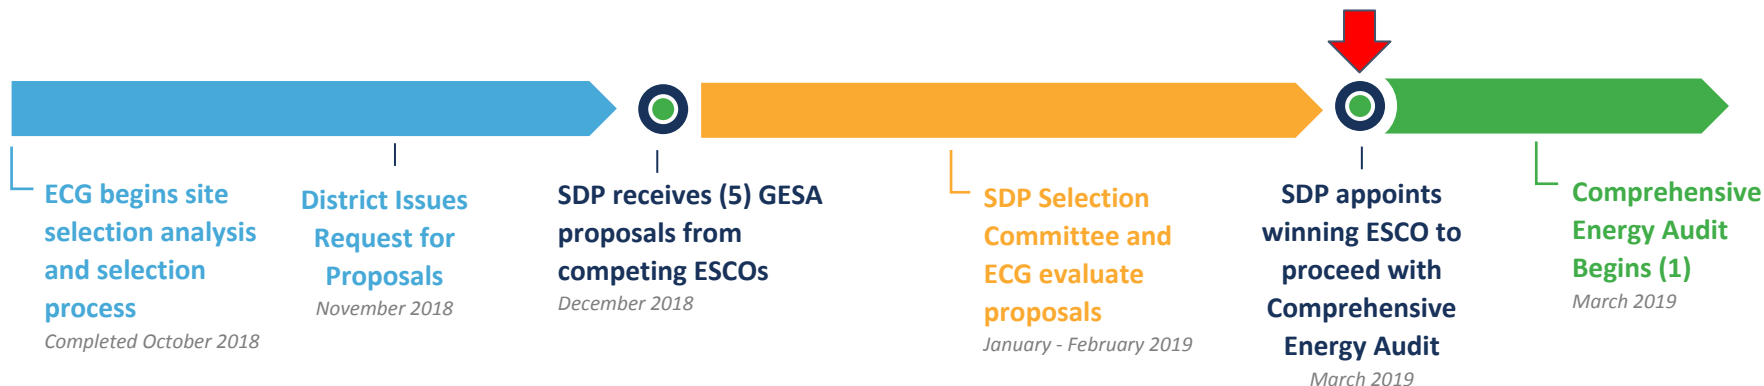 ECG begins site
selection analysis
and selection
process
Completed October 2018
District Issues
Request for
Proposals
November 2018
SDP receives (5) GESA
proposals from
competing ESCOs
December 2018
SDP Selection
Committee and
ECG evaluate
proposals
January - February 2019
SDP appoints
winning ESCO to
proceed with
Comprehensive
Energy Audit
March 2019
Comprehensive
Energy Audit
Begins (1)
March 2019